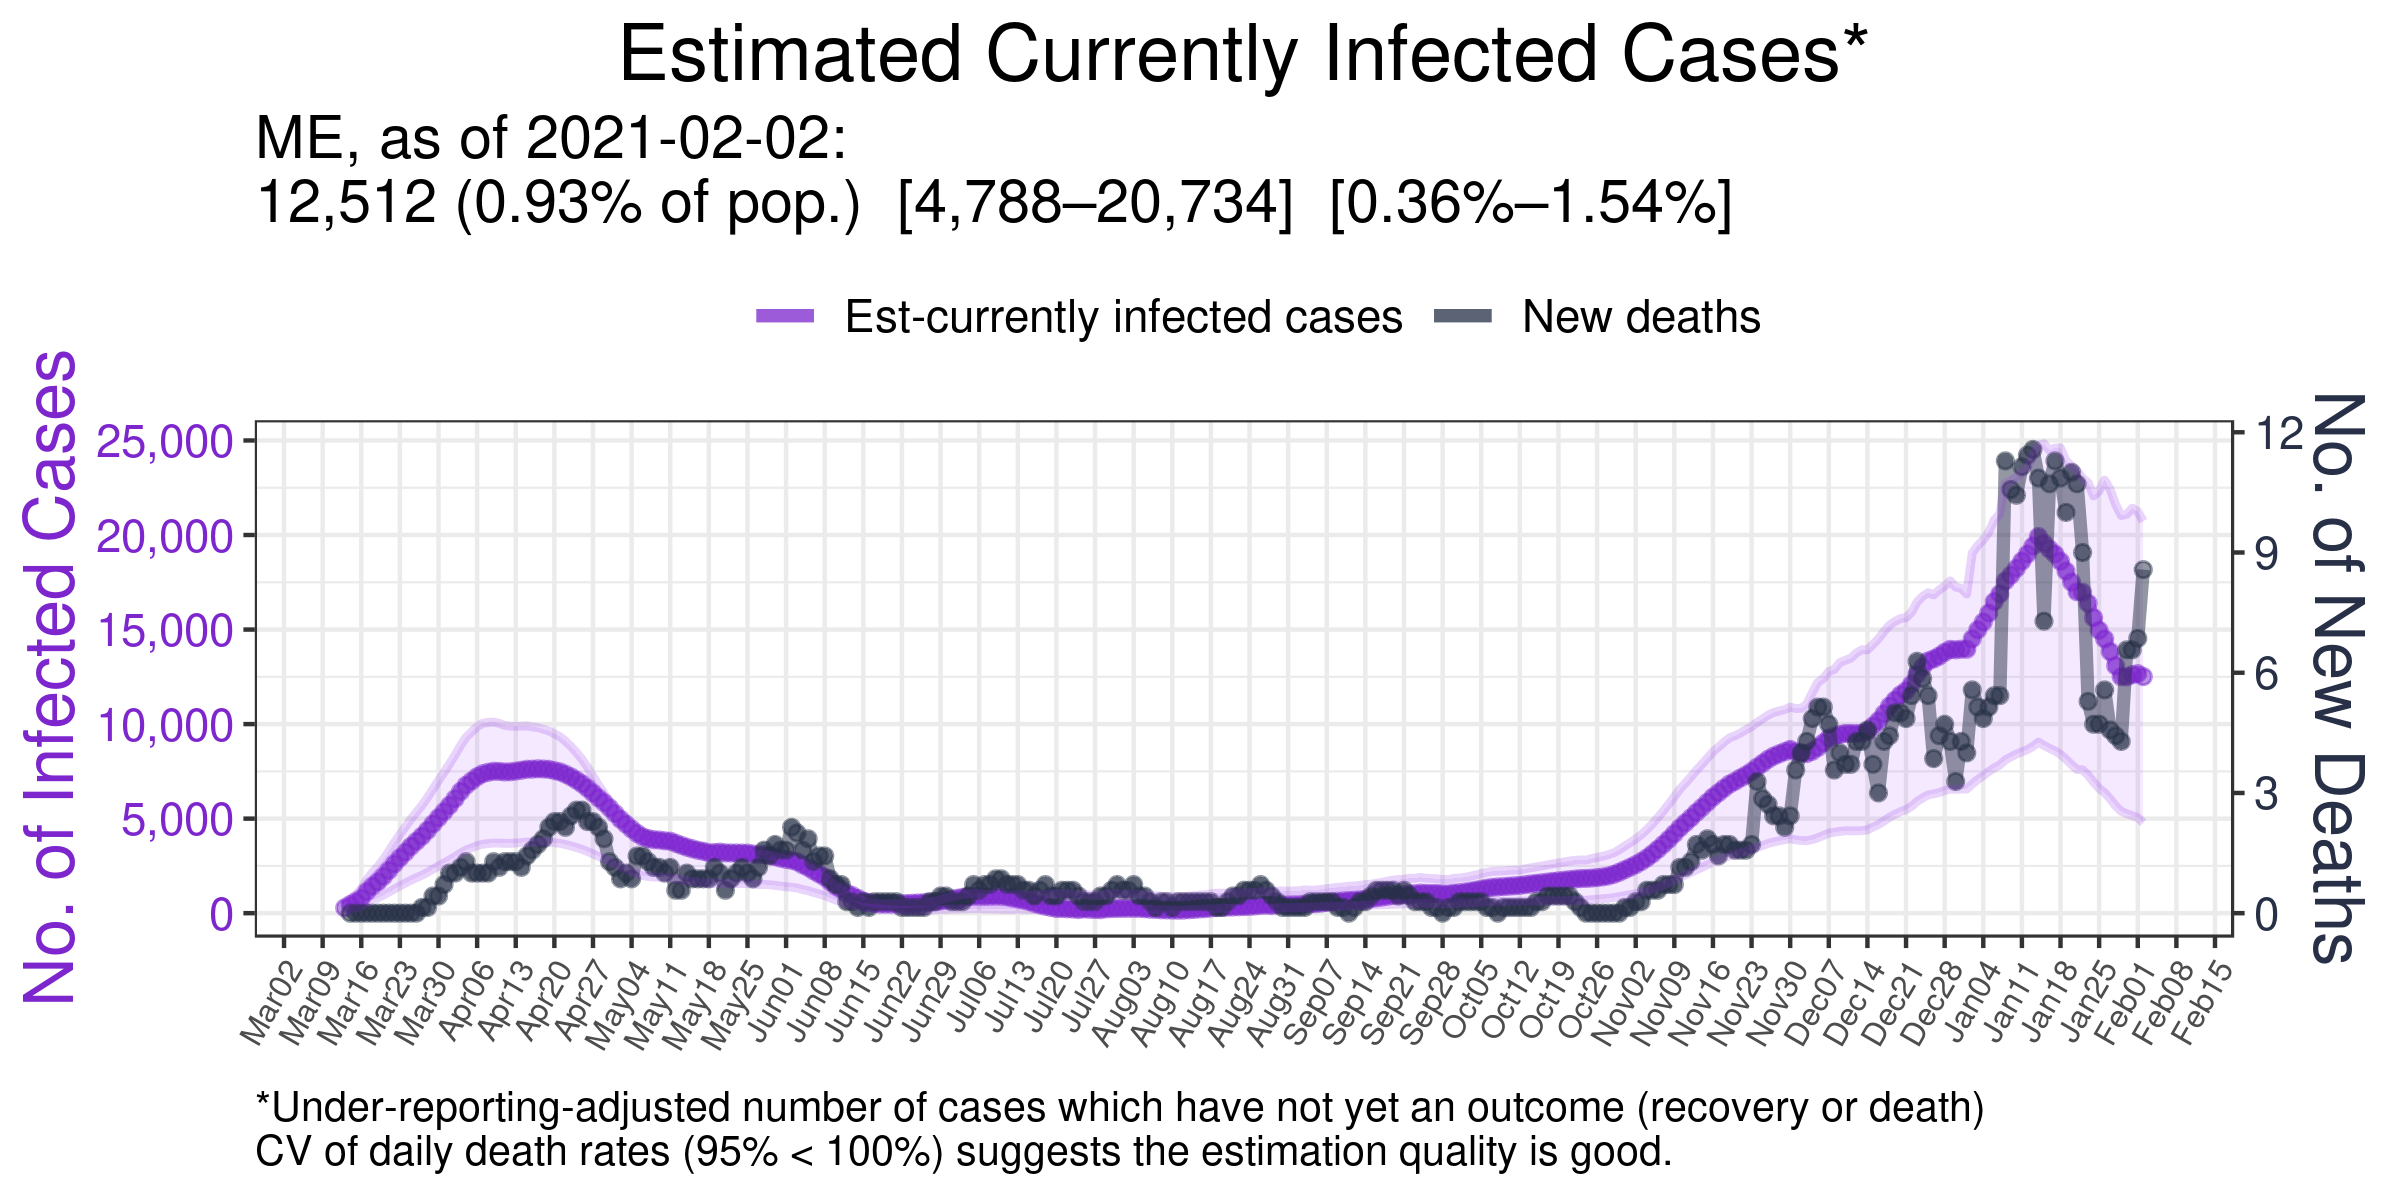 Estimated Currently Infected Cases*
ME, as of 2021-02-02:
12,512 (0.93% of pop.) [4,788–20,734] [0.36%–1.54%]
Est-currently infected cases New deaths
No. of Infected Cases
25,000
20,000
15,000
10,000
5,000
0
12
9
6
3
0
No. of New Deaths
Mar02 Mar09 Mar16 Mar23 Mar30 Apr06 Apr13 Apr20 Apr27 May04 May11 May18 May25 Jun01 Jun08 Jun15 Jun22 Jun29 Jul06 Jul13 Jul20 Jul27 Aug03 Aug10 Aug17 Aug24 Aug31 Sep07 Sep14 Sep21 Sep28 Oct05 Oct12 Oct19 Oct26 Nov02 Nov09 Nov16 Nov23 Nov30 Dec07 Dec14 Dec21 Dec28 Jan04 Jan11 Jan18 Jan25 Feb01 Feb08 Feb15
*Under-reporting-adjusted number of cases which have not yet an outcome (recovery or death)
CV of daily death rates (95% < 100%) suggests the estimation quality is good.